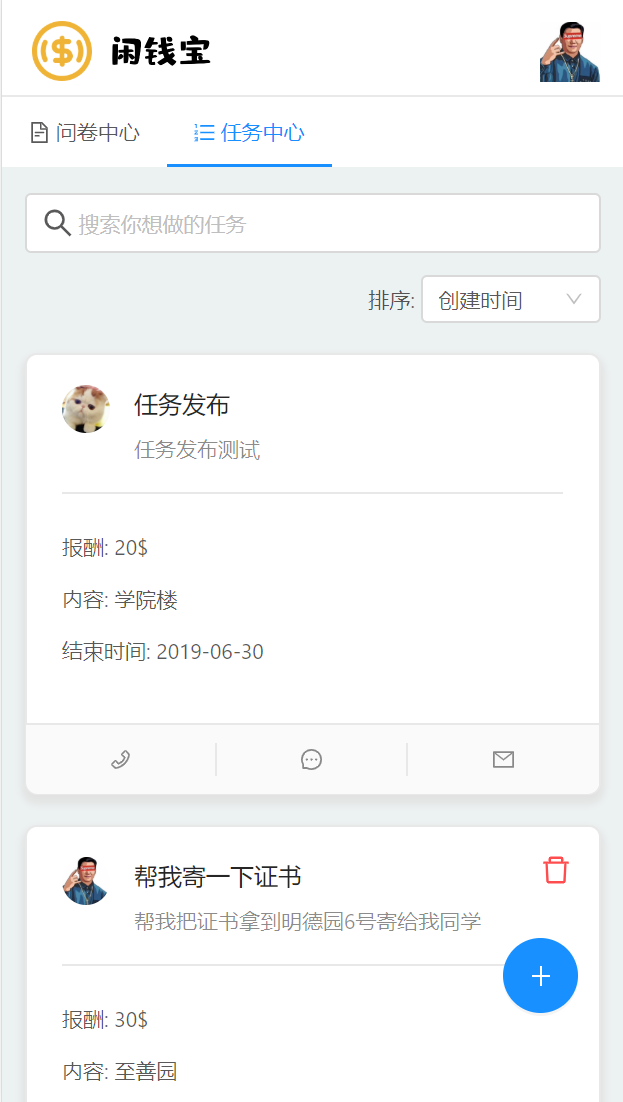 闲钱宝
问卷中心 任务中心
搜索你想做的任务
排序: 创建时间
任务发布
任务发布测试
报酬: 20$
内容: 学院楼
结束时间: 2019-06-30
帮我寄一下证书
帮我把证书拿到明德园6号寄给我同学
报酬: 30$
内容: 至善园